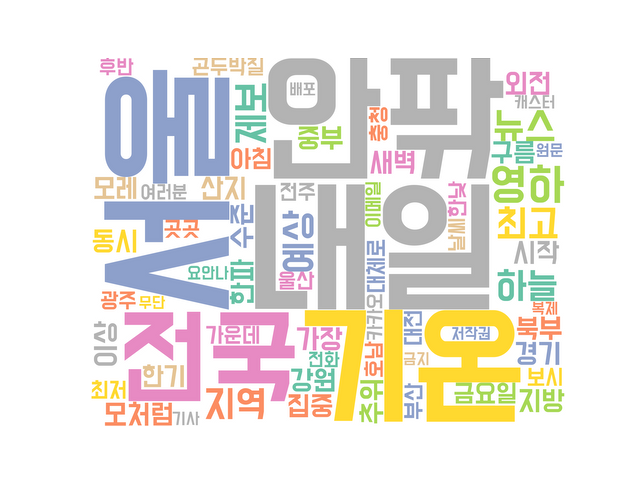 후반
곤두박질
안팎
배포
외전
캐스터
서울
제보
중부
충청
뉴스
아침
새벽
구름
원문
모레
여러분
산지
전주
내일
이메일
한낮
영하
곳곳
수준
예상
날씨
최고
동시
시작
요안나
한파
울산
대체로
하늘
광주
무단
복제
전국
가운데
가장
카카오
대전
기온
저작권
북부
이상
전화
호남
금지
경기
한기
강원
보시
최저
지역
집중
추위
부산
금요일
지방
모처럼
기사